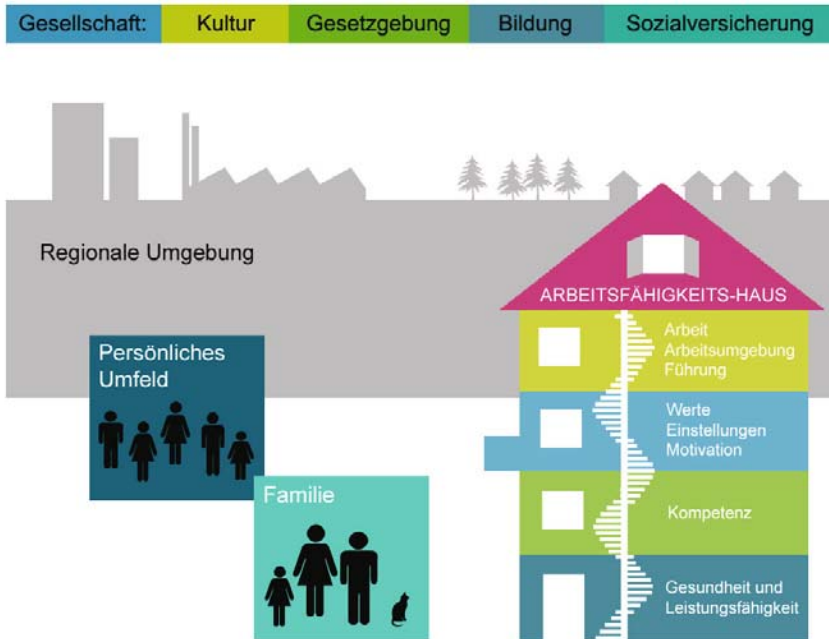 Gesellschaft: Kultur Gesetzgebung Bildung Sozialversicherung
Regionale Umgebung
ARBEITSFÄHIGKEITS-HAUS
Persönliches
Umfeld
Familie
Arbeit
Arbeitsumgebung
Führung
Werte
Einstellungen
Motivation
Kompetenz
Gesundheit und
Leistungsfähigkeit